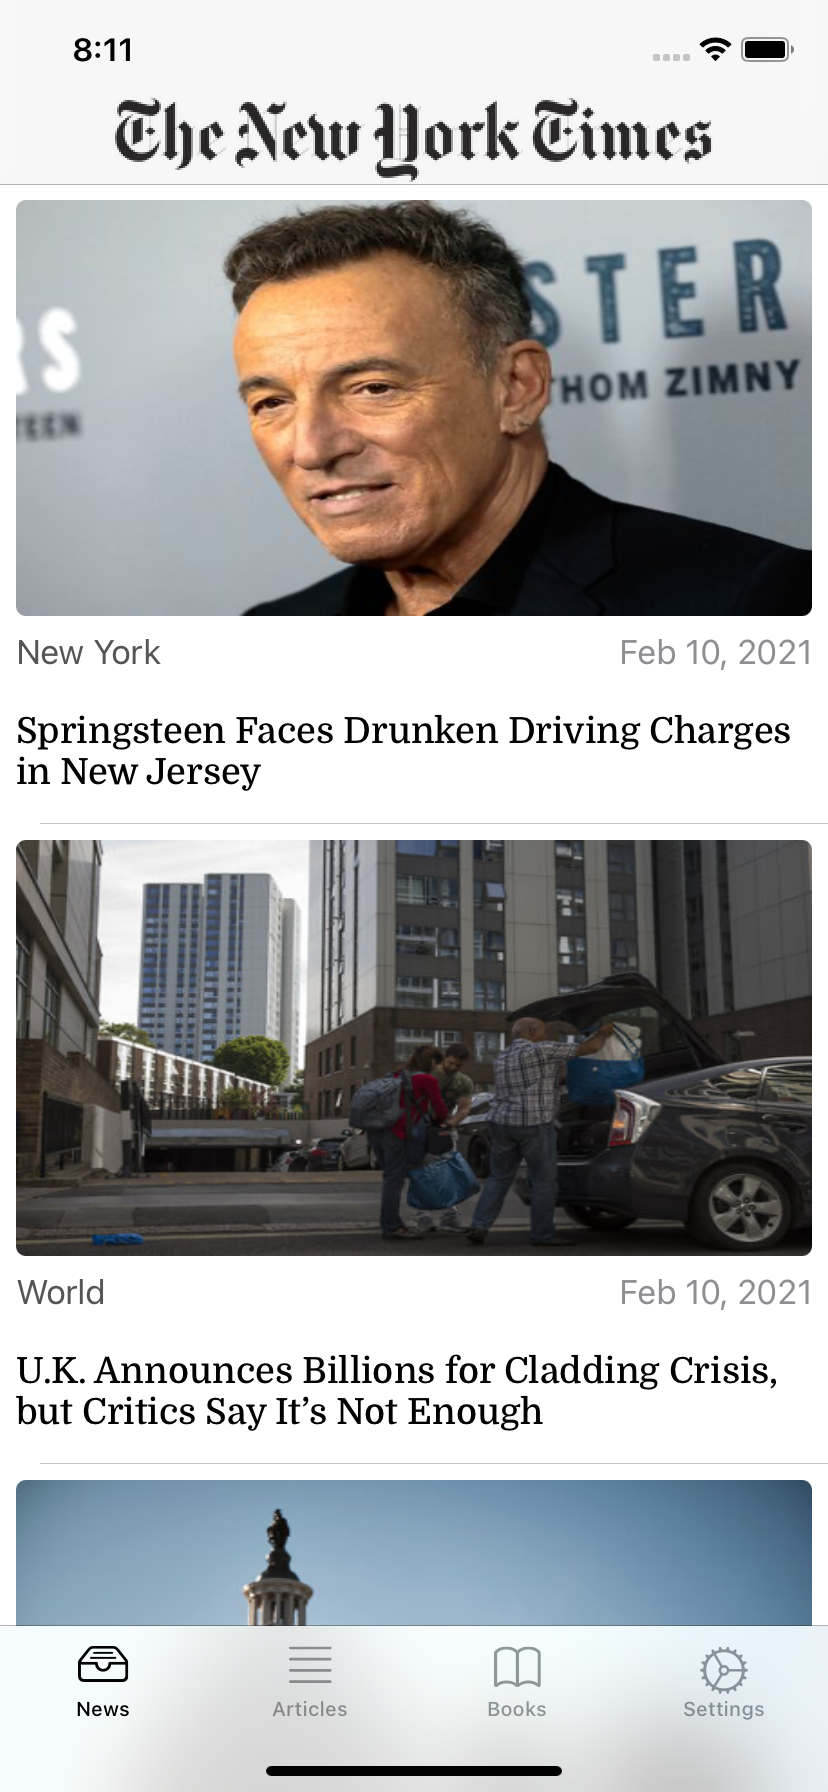 8:11
The New York Times
RS
STER
TEEN
THOM ZIMNY
New York Feb 10, 2021
Springsteen Faces Drunken Driving Charges
in New Jersey
World Feb 10, 2021
U.K. Announces Billions for Cladding Crisis,
but Critics Say It’s Not Enough
News Articles Books Settings